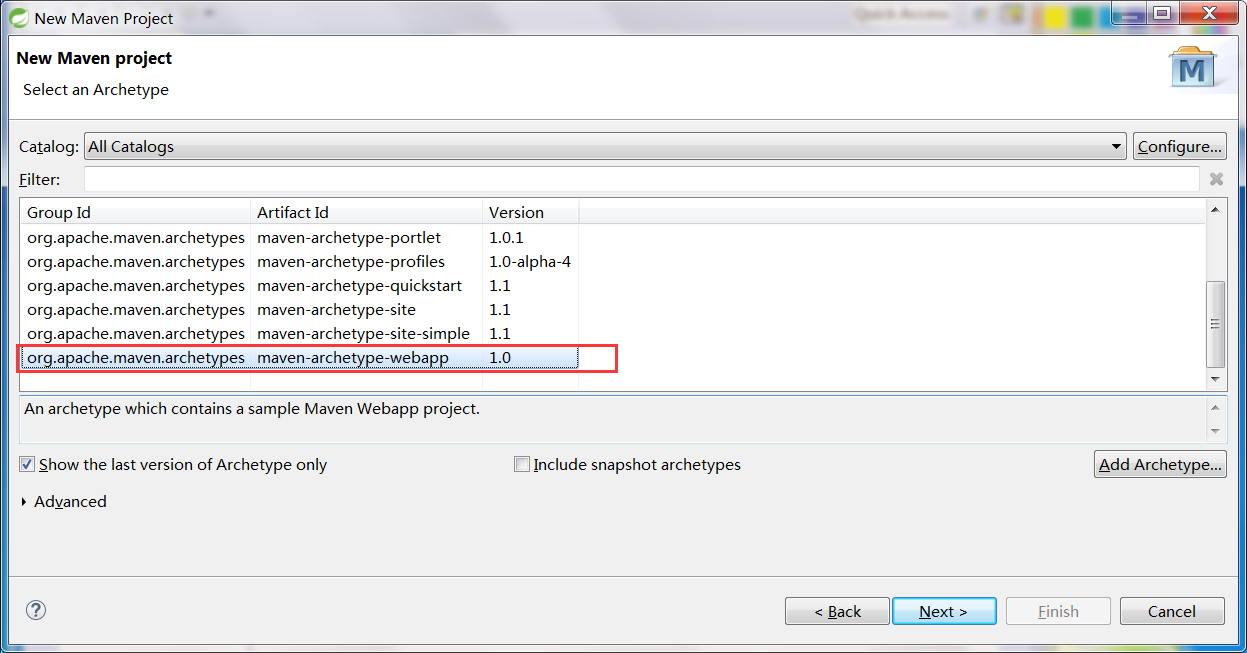 New Maven Project
Quick Access
New Maven project
Select an Archetype
M
Catalog: All Catalogs Configure...
Filter:
Group Id Artifact Id Version
org.apache.maven.archetypes maven-archetype-portlet 1.0.1
org.apache.maven.archetypes maven-archetype-profiles 1.0-alpha-4
org.apache.maven.archetypes maven-archetype-quickstart 1.1
org.apache.maven.archetypes maven-archetype-site 1.1
org.apache.maven.archetypes maven-archetype-site-simple 1.1
org.apache.maven.archetypes maven-archetype-webapp 1.0
An archetype which contains a sample Maven Webapp project.
Show the last version of Archetype only Include snapshot archetypes Add Archetype...
Advanced
? < Back Next > Finish Cancel